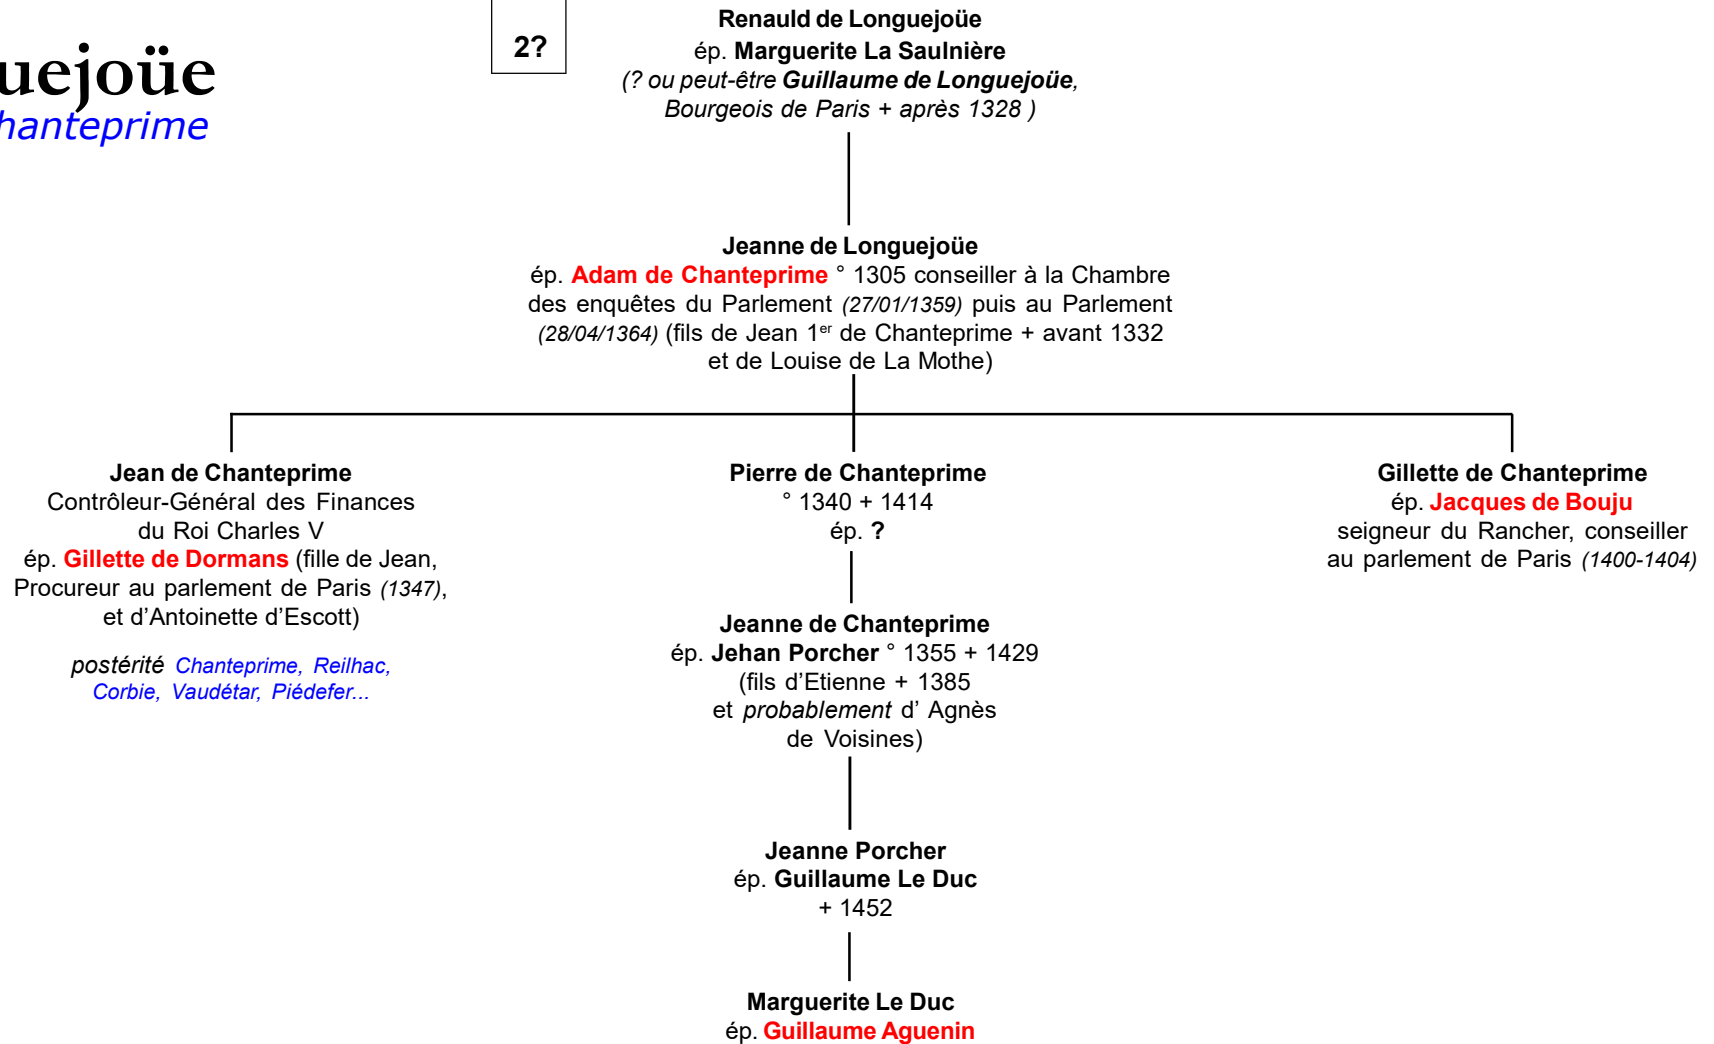 uejoüe
hanteprime
2?
Renauld de Longuejoüe
ép. Marguerite La Saulnière
(? ou peut-être Guillaume de Longuejoüe,
Bourgeois de Paris + après 1328 )
Jeanne de Longuejoüe
ép. Adam de Chanteprime ° 1305 conseiller à la Chambre
des enquêtes du Parlement (27/01/1359) puis au Parlement
(28/04/1364) (fils de Jean 1er de Chanteprime + avant 1332
et de Louise de La Mothe)
Jean de Chanteprime
Contrôleur-Général des Finances
du Roi Charles V
ép. Gillette de Dormans (fille de Jean,
Procureur au parlement de Paris (1347),
et d’Antoinette d’Escott)
postérité Chanteprime, Reilhac,
Corbie, Vaudétar, Piédefer...
Pierre de Chanteprime
° 1340 + 1414
ép. ?
Jeanne de Chanteprime
ép. Jehan Porcher ° 1355 + 1429
(fils d’Etienne + 1385
et probablement d’ Agnès
de Voisines)
Jeanne Porcher
ép. Guillaume Le Duc
+ 1452
Marguerite Le Duc
ép. Guillaume Aguenin
Gillette de Chanteprime
ép. Jacques de Bouju
seigneur du Rancher, conseiller
au parlement de Paris (1400-1404)